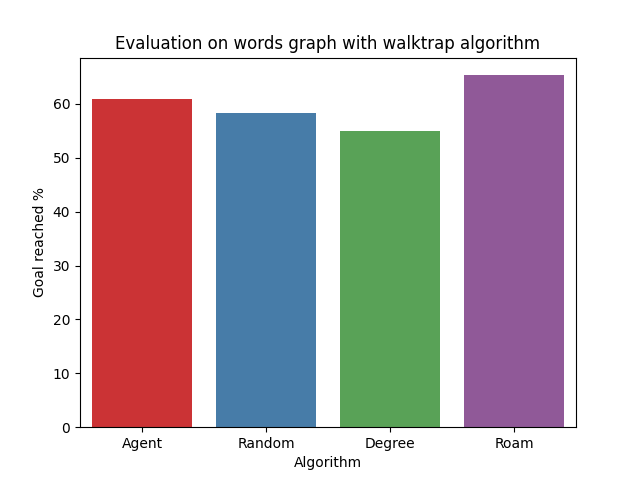 Evaluation on words graph with walktrap algorithm
Goal reached %
60
50
40
30
20
10
0
Agent Random Degree Roam
Algorithm